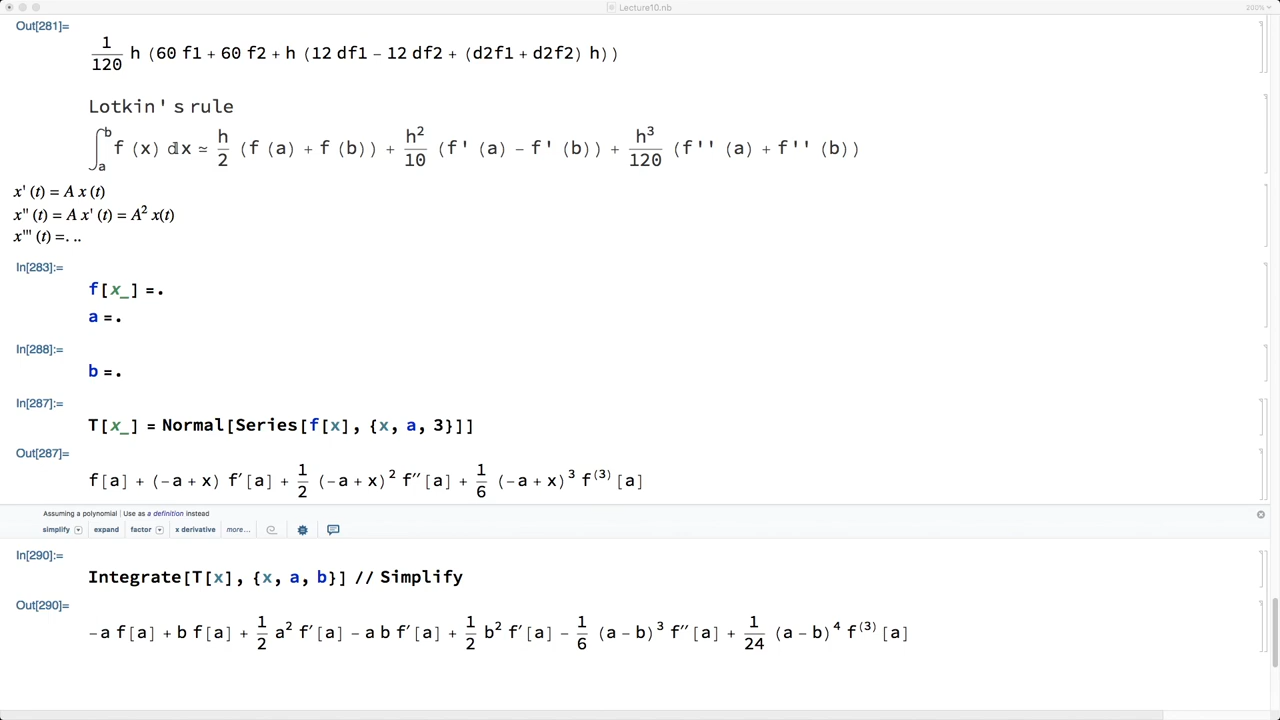 Lecture10.nb
200%
Out[281]=
1/120 h (60 f1 + 60 f2 + h (12 df1 - 12 df2 + (d2f1 + d2f2) h))
Lotkin's rule
∫_a^b f (x) dx ≃ h/2 (f (a) + f (b)) + h²/10 (f' (a) - f' (b)) + h³/120 (f'' (a) + f'' (b))
x' (t) = A x (t)
x'' (t) = A x' (t) = A² x(t)
x''' (t) =. ..
In[283]:=
f[x_] =.
a =.
In[288]:=
b =.
In[287]:=
T[x_] = Normal[Series[f[x], {x, a, 3}]]
Out[287]=
f[a] + (-a + x) f′[a] + 1/2 (-a + x)² f′′[a] + 1/6 (-a + x)³ f⁽³⁾[a]
Assuming a polynomial | Use as a definition instead
simplify expand factor x derivative more...
In[290]:=
Integrate[T[x], {x, a, b}] // Simplify
Out[290]=
-a f[a] + b f[a] + 1/2 a² f′[a] - a b f′[a] + 1/2 b² f′[a] - 1/6 (a - b)³ f′′[a] + 1/24 (a - b)⁴ f⁽³⁾[a]